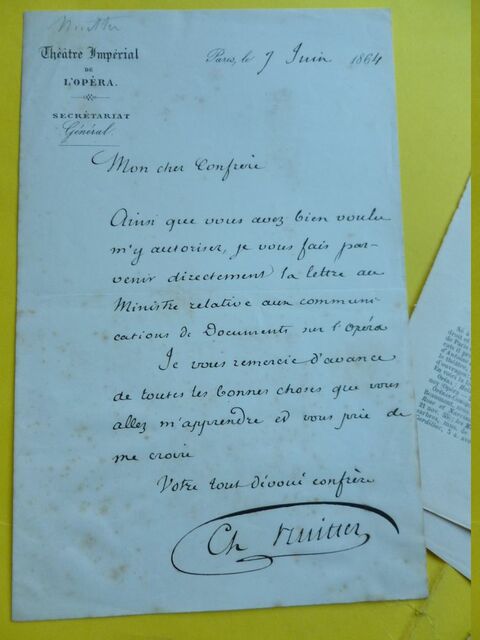 Nuitter
Théâtre Impérial
DE
L'OPÉRA.
SECRÉTARIAT
Général.
Paris, le 7 Juin 1864
Mon cher Confrère
Ainsi que vous avez bien voulu
m'y autoriser, je vous fais par-
venir directement la lettre au
Ministre relative aux communi
cations de Documents sur l'Opéra
Je vous remercie d'avance
de toutes les bonnes choses que vous
allez m'apprendre et vous prie de
me croire
Votre tout dévoué confrère
Ch Nuitter